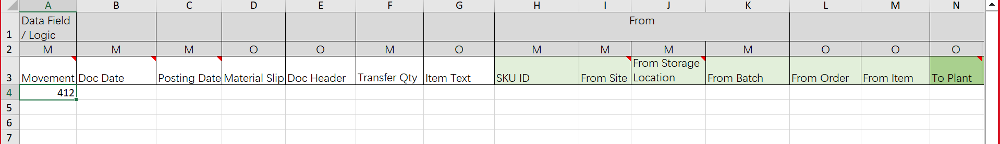 A B C D E F G H I J K L M N
1 Data Field
/ Logic From
2 M M M O O M O M M M M O O O
3 Movement Doc Date Posting Date Material Slip Doc Header Transfer Qty Item Text SKU ID From Site From Storage
Location From Batch From Order From Item To Plant
4 412
5
6
7